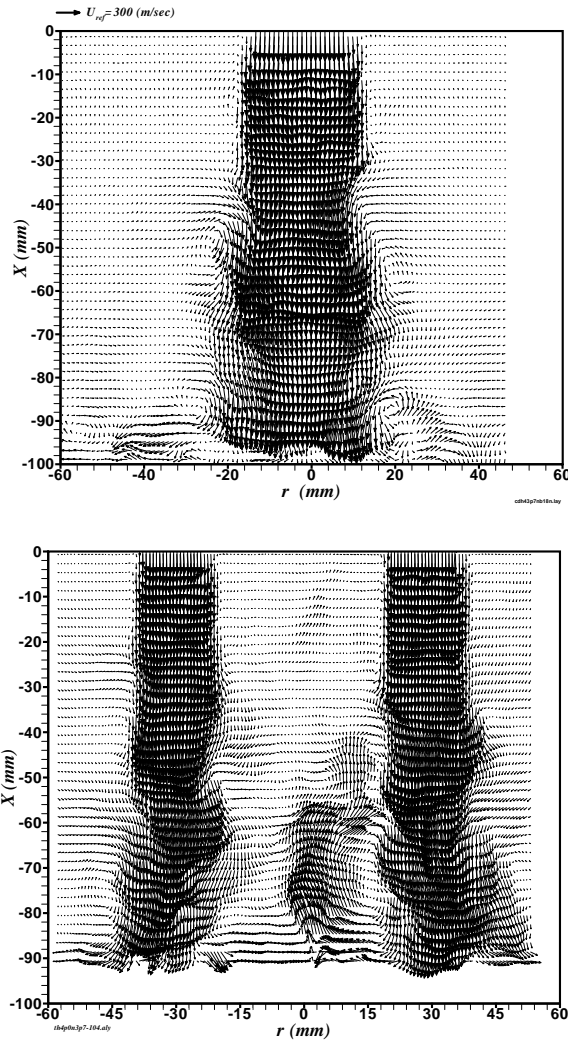 U_ref=300 (m/sec)
0
-10
-20
-30
-40
-50
-60
-70
-80
-90
-100
X (mm)
-60 -40 -20 0 20 40 60
r (mm)
cdh43p7nb18n.lay
0
-10
-20
-30
-40
-50
-60
-70
-80
-90
-100
X (mm)
-60 -45 -30 -15 0 15 30 45 60
th4p0n3p7-104.aly
r (mm)